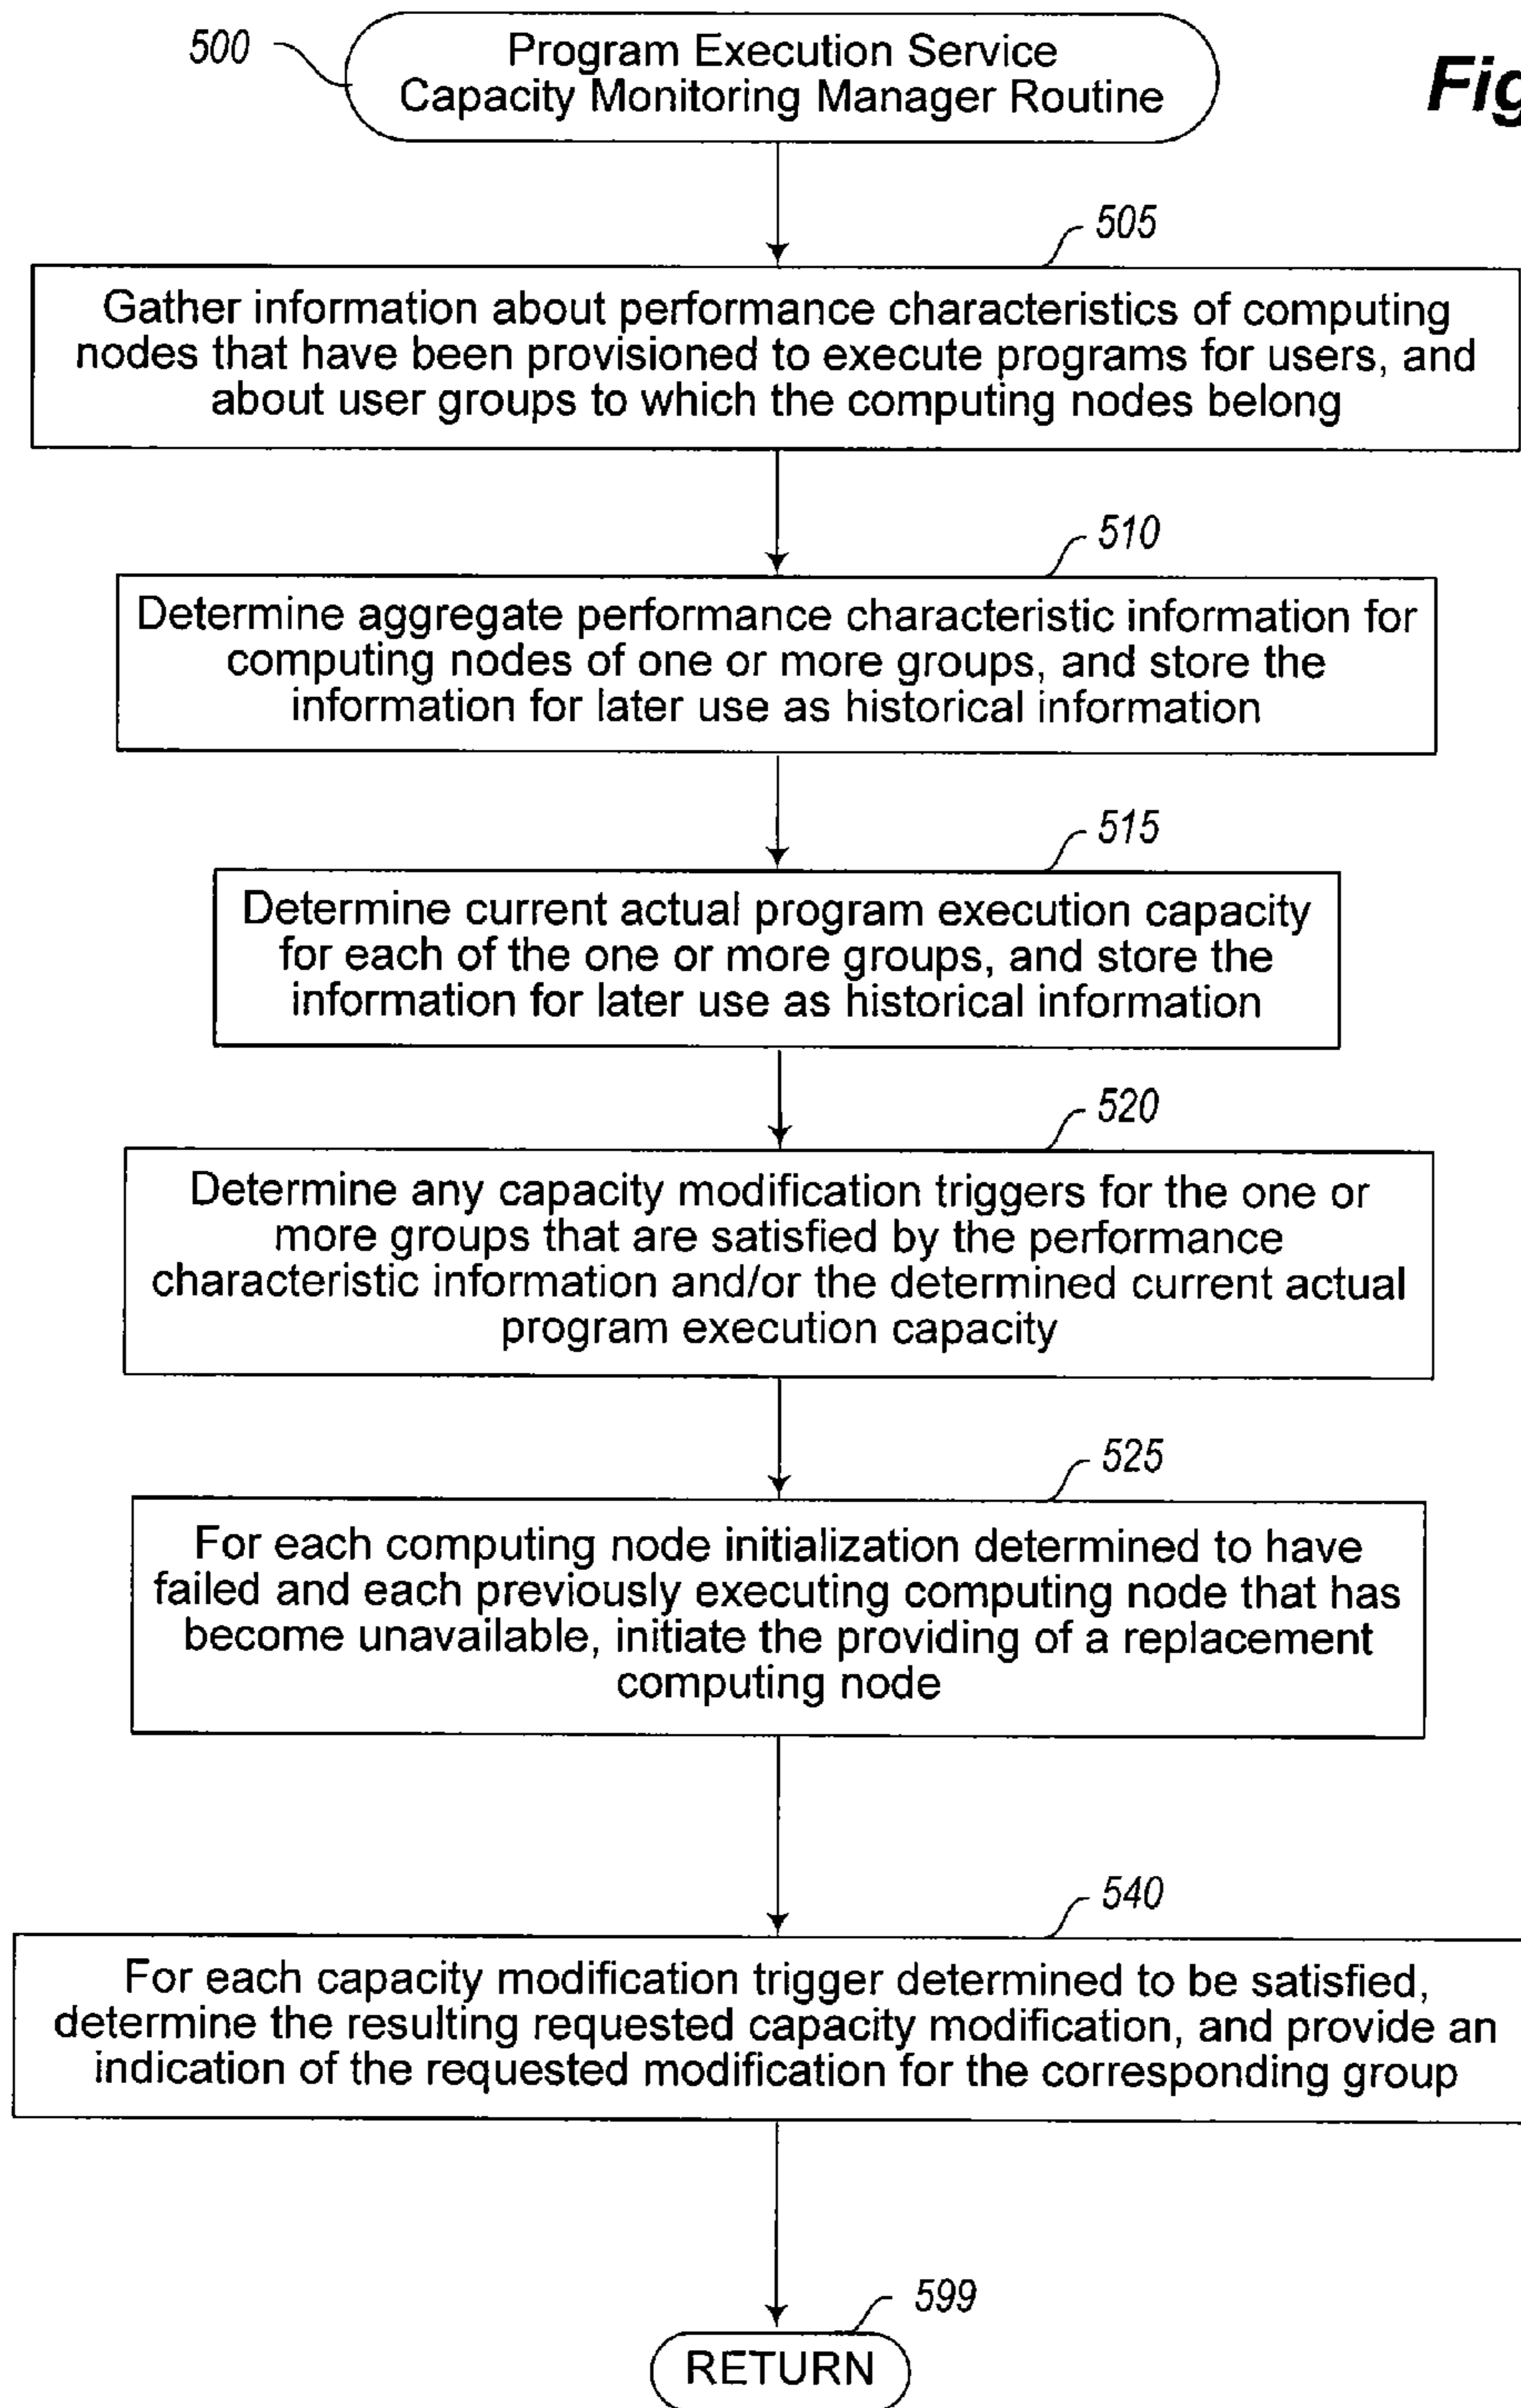 500
Program Execution Service
Capacity Monitoring Manager Routine
Fig
505
Gather information about performance characteristics of computing
nodes that have been provisioned to execute programs for users, and
about user groups to which the computing nodes belong
510
Determine aggregate performance characteristic information for
computing nodes of one or more groups, and store the
information for later use as historical information
515
Determine current actual program execution capacity
for each of the one or more groups, and store the
information for later use as historical information
520
Determine any capacity modification triggers for the one or
more groups that are satisfied by the performance
characteristic information and/or the determined current actual
program execution capacity
525
For each computing node initialization determined to have
failed and each previously executing computing node that has
become unavailable, initiate the providing of a replacement
computing node
540
For each capacity modification trigger determined to be satisfied,
determine the resulting requested capacity modification, and provide an
indication of the requested modification for the corresponding group
599
RETURN